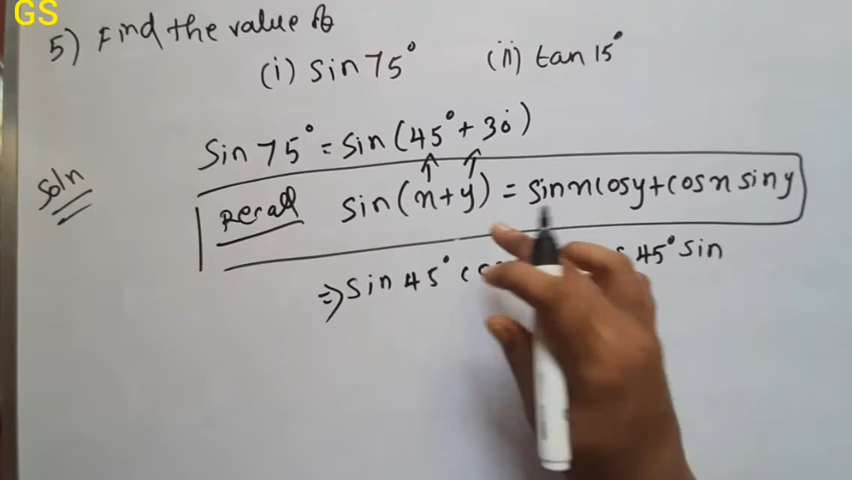 GS
5) Find the value of
(i) Sin 75° (ii) tan 15°
Soln
Sin 75° = Sin (45° + 30°)
Recall Sin(x+y) = Sinx Cosy + Cosx Siny
⇒ Sin 45° 45° Sin